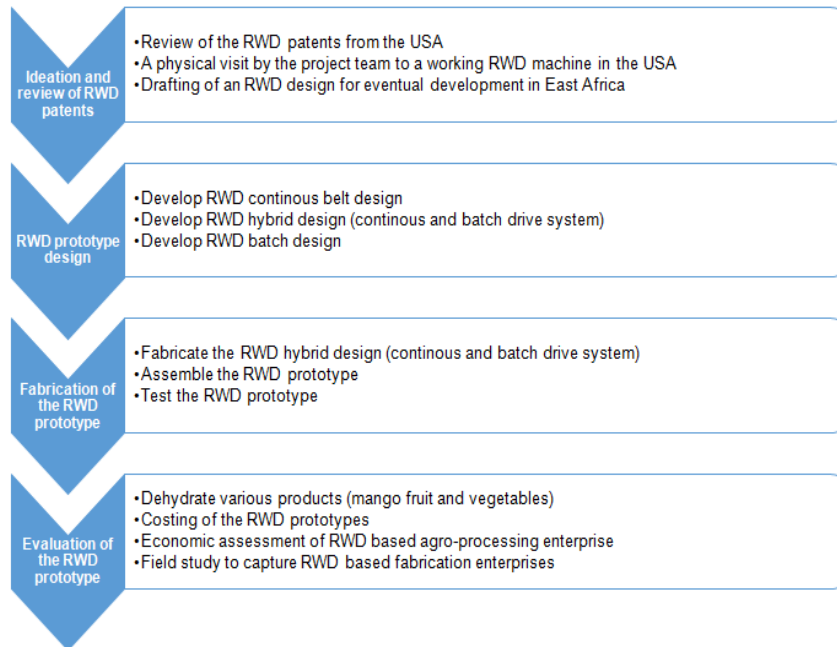 Ideation and
review of RWD
patents
•Review of the RWD patents from the USA
•A physical visit by the project team to a working RWD machine in the USA
•Drafting of an RWD design for eventual development in East Africa
RWD prototype
design
•Develop RWD continous belt design
•Develop RWD hybrid design (continous and batch drive system)
•Develop RWD batch design
Fabrication of
the RWD
prototype
•Fabricate the RWD hybrid design (continous and batch drive system)
•Assemble the RWD prototype
•Test the RWD prototype
Evaluation of
the RWD
prototype
•Dehydrate various products (mango fruit and vegetables)
•Costing of the RWD prototypes
•Economic assessment of RWD based agro-processing enterprise
•Field study to capture RWD based fabrication enterprises